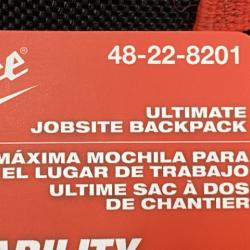 48-22-8201
ULTIMATE
JOBSITE BACKPACK
MÁXIMA MOCHILA PARA
EL LUGAR DE TRABAJO
ULTIME SAC À DOS
DE CHANTIER